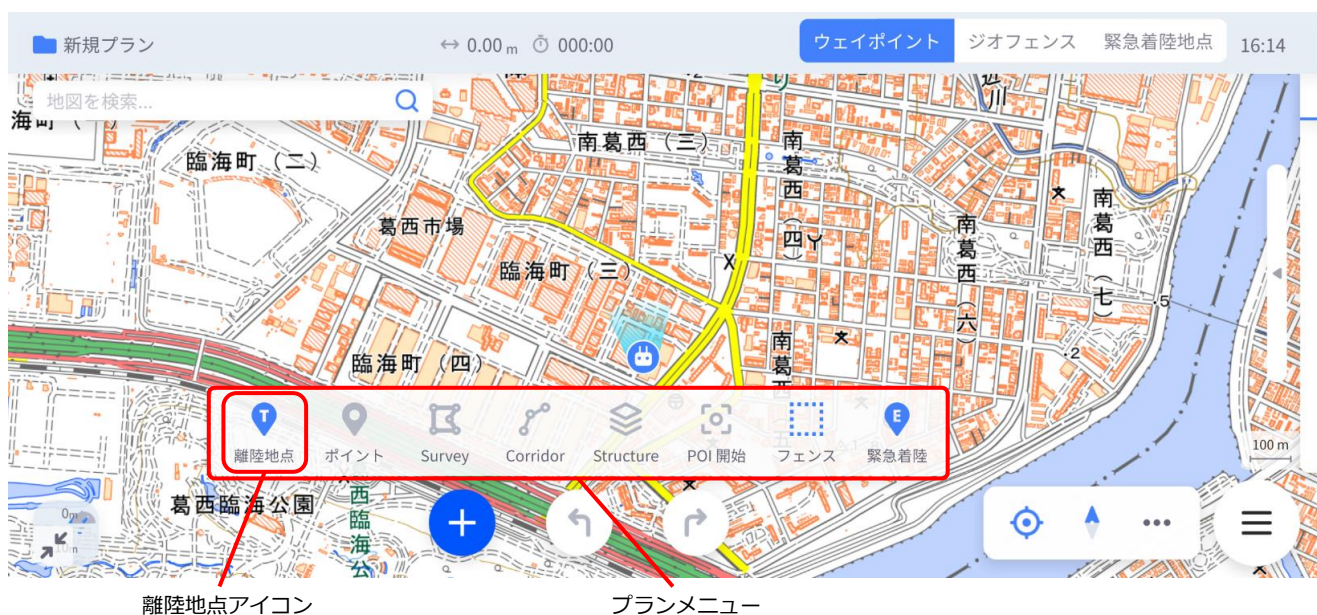 新規プラン
0.00 m 000:00
ウェイポイント ジオフェンス 緊急着陸地点
16:14
地図を検索...
海町(一)
臨海町(二)
南葛西(三)
南葛西(四)
南葛西(六)
南葛西(七)
葛西市場
臨海町(三)
臨海町(四)
南葛西
・5
・2
離陸地点 ポイント Survey Corridor Structure POI 開始 フェンス 緊急着陸
100 m
葛西臨海公園
西臨海公
0m
10m
離陸地点アイコン
プランメニュー